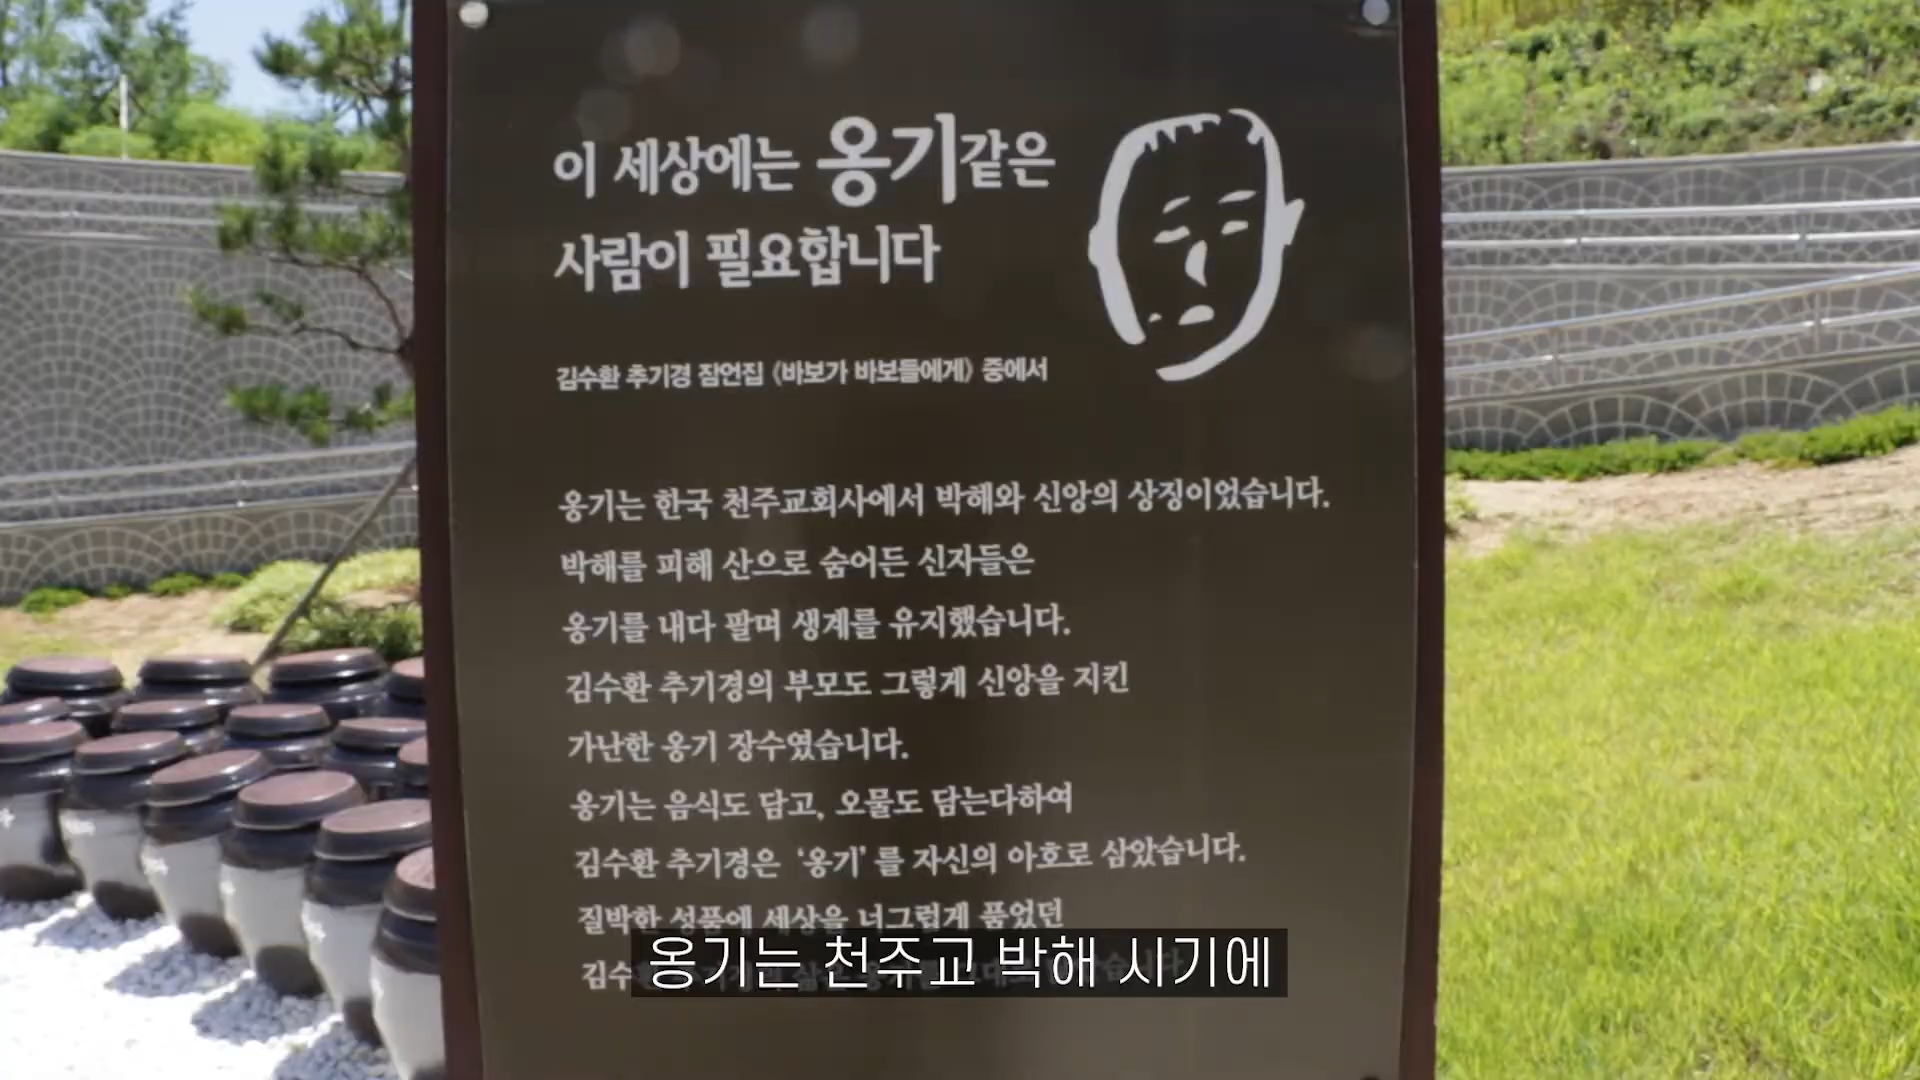 이 세상에는 옹기같은
사람이 필요합니다
김수환 추기경 잠언집 《바보가 바보들에게》 중에서
옹기는 한국 천주교회사에서 박해와 신앙의 상징이었습니다.
박해를 피해 산으로 숨어든 신자들은
옹기를 내다 팔며 생계를 유지했습니다.
김수환 추기경의 부모도 그렇게 신앙을 지킨
가난한 옹기 장수였습니다.
옹기는 음식도 담고, 오물도 담는다하여
김수환 추기경은 ‘옹기’를 자신의 아호로 삼았습니다.
질박한 성품에 세상을 너그럽게 품었던
옹기는 천주교 박해 시기에